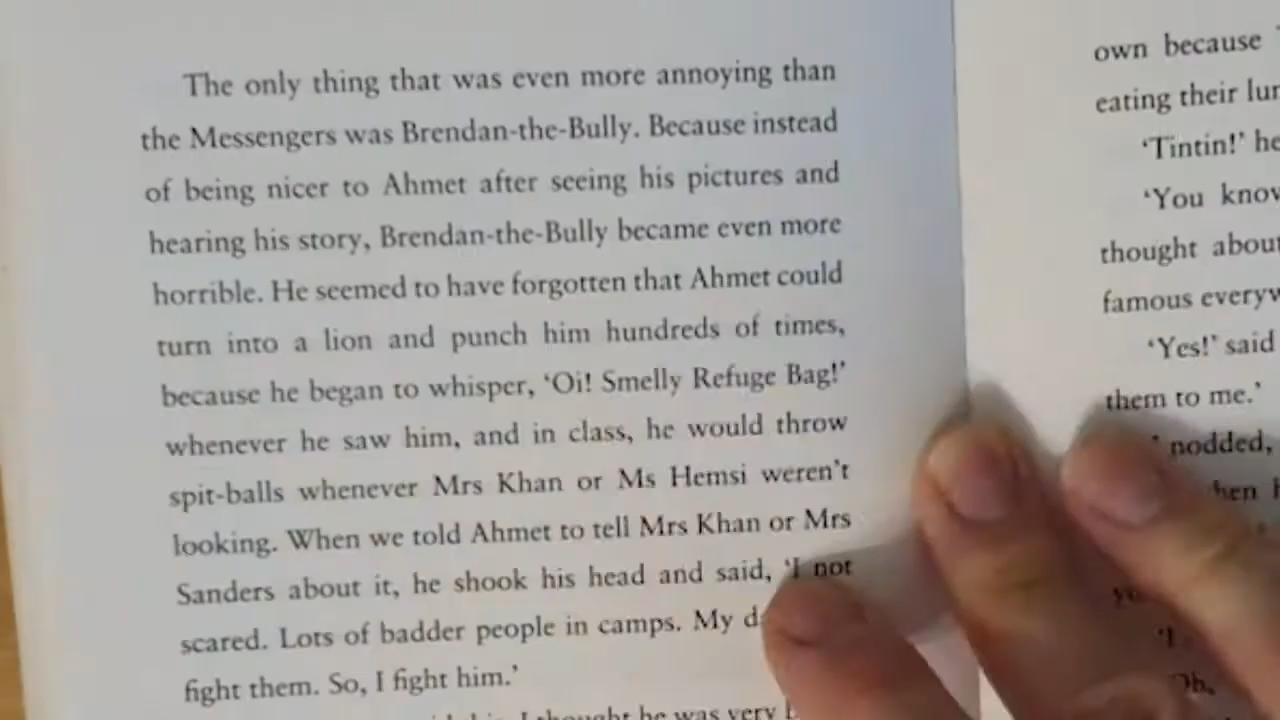 The only thing that was even more annoying than
the Messengers was Brendan-the-Bully. Because instead
of being nicer to Ahmet after seeing his pictures and
hearing his story, Brendan-the-Bully became even more
horrible. He seemed to have forgotten that Ahmet could
turn into a lion and punch him hundreds of times,
because he began to whisper, ‘Oi! Smelly Refuge Bag!’
whenever he saw him, and in class, he would throw
spit-balls whenever Mrs Khan or Ms Hemsi weren’t
looking. When we told Ahmet to tell Mrs Khan or Mrs
Sanders about it, he shook his head and said, ‘I not
scared. Lots of badder people in camps. My
fight them. So, I fight him.’
I thought he was very
own because
eating their
‘Tintin!’
‘You
thought
famous
‘Yes!’ said
them to me.’
nodded,